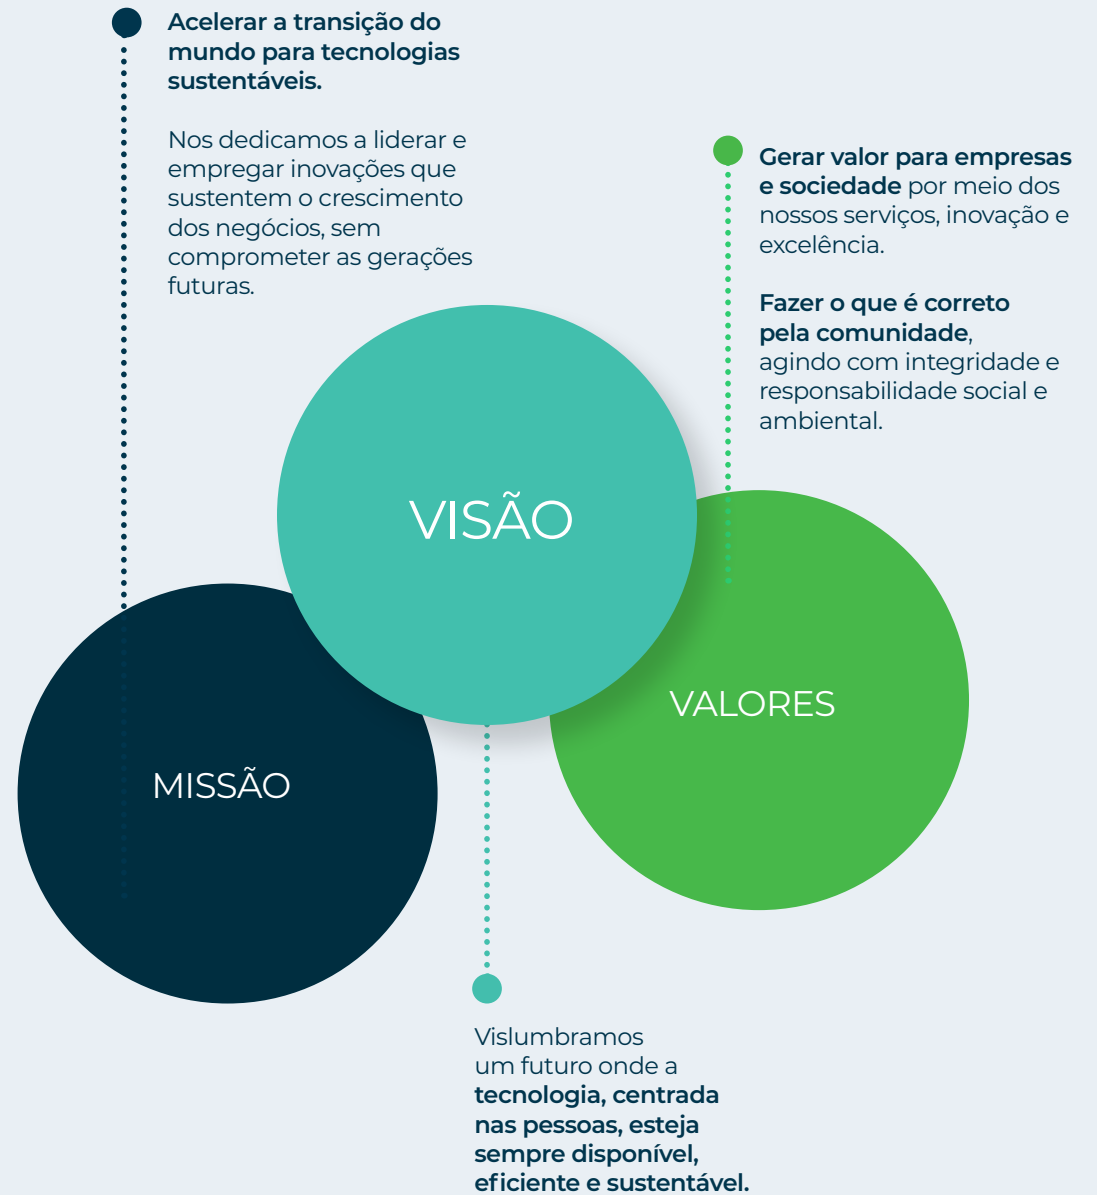 Acelerar a transição do
mundo para tecnologias
sustentáveis.
Nos dedicamos a liderar e
empregar inovações que
sustentem o crescimento
dos negócios, sem
comprometer as gerações
futuras.
Gerar valor para empresas
e sociedade por meio dos
nossos serviços, inovação e
excelência.
Fazer o que é correto
pela comunidade,
agindo com integridade e
responsabilidade social e
ambiental.
VISÃO
VALORES
MISSÃO
Vislumbramos
um futuro onde a
tecnologia, centrada
nas pessoas, esteja
sempre disponível,
eficiente e sustentável.